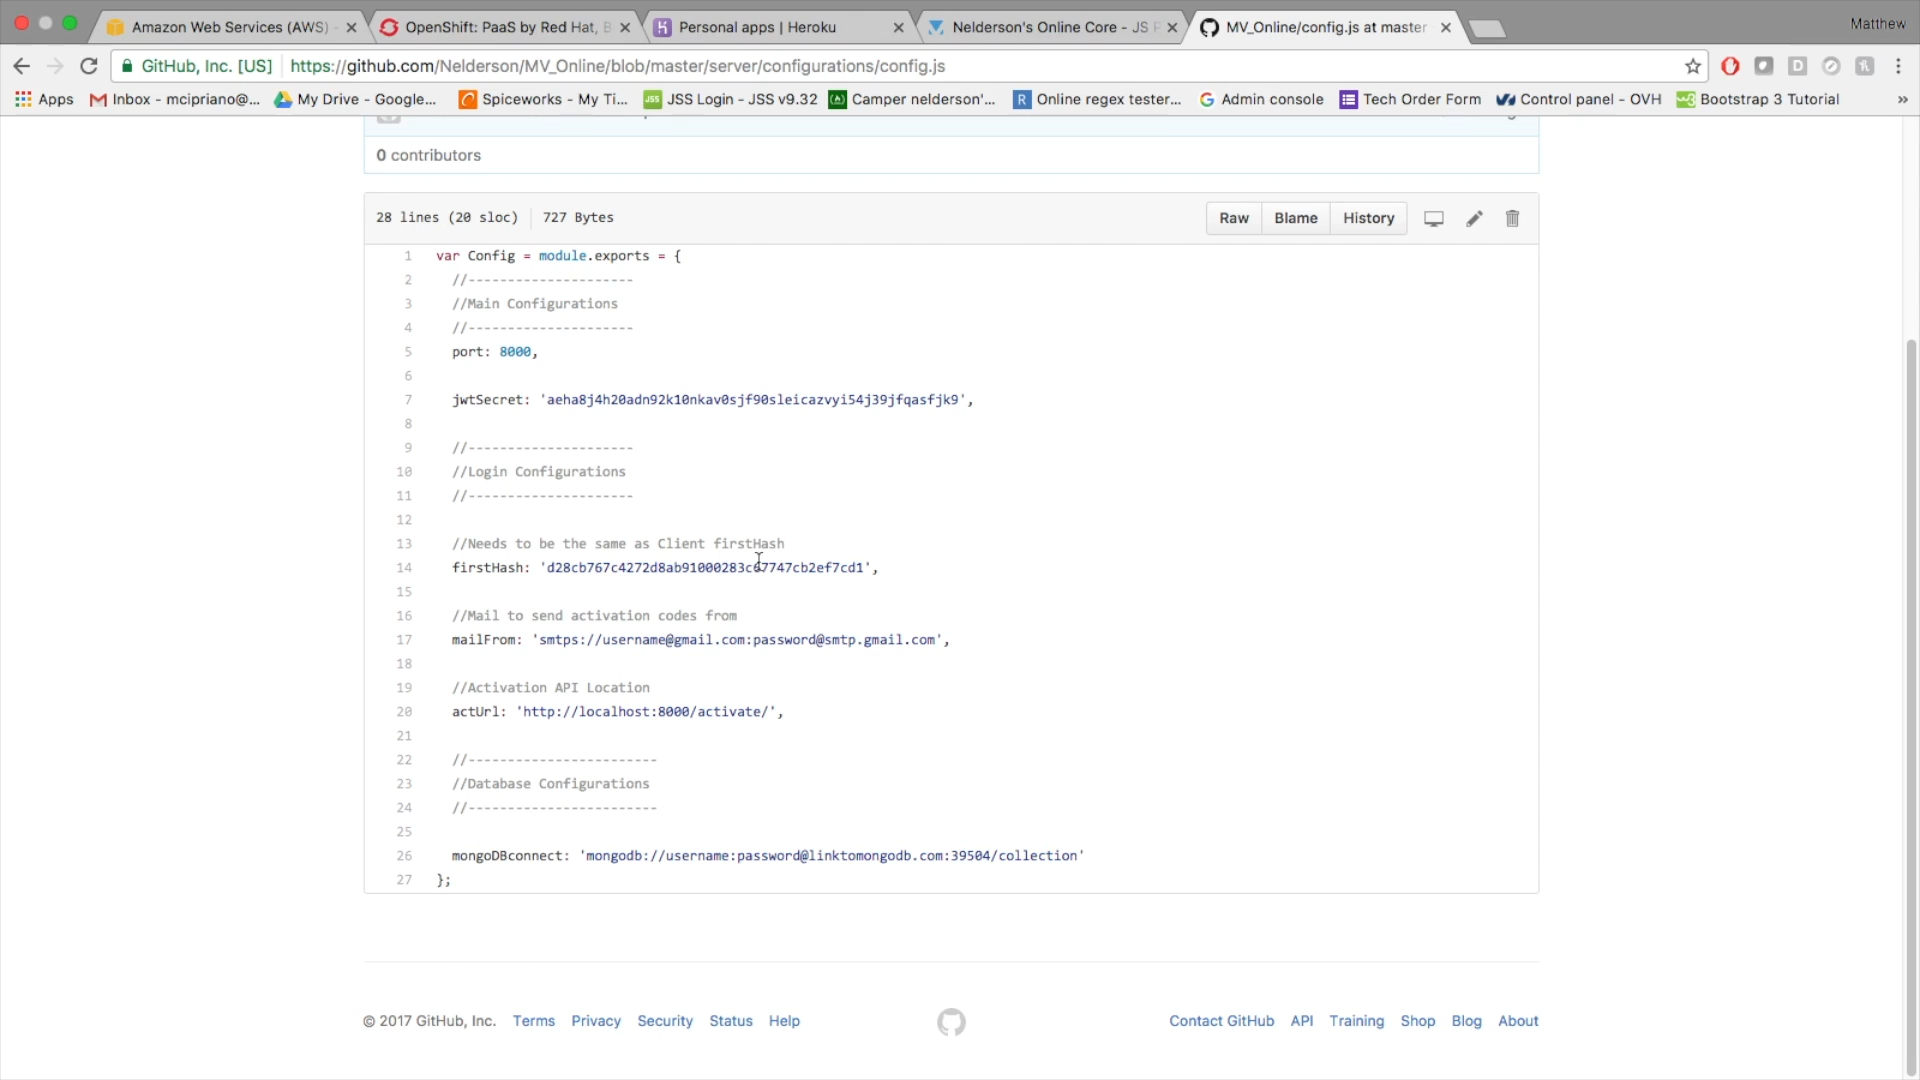 Amazon Web Services (AWS) - OpenShift: PaaS by Red Hat, B Personal apps | Heroku Nelderson's Online Core - JS P MV_Online/config.js at master Matthew
GitHub, Inc. [US] https://github.com/Nelderson/MV_Online/blob/master/server/configurations/config.js
Apps Inbox - mcipriano@... My Drive - Google... Spiceworks - My Ti... JSS Login - JSS v9.32 Camper nelderson'... Online regex tester... Admin console Tech Order Form Control panel - OVH Bootstrap 3 Tutorial »
0 contributors
28 lines (20 sloc) 727 Bytes Raw Blame History
1 var Config = module.exports = {
2 //---------------------
3 //Main Configurations
4 //---------------------
5 port: 8000,
6
7 jwtSecret: 'aeha8j4h20adn92k10nkav0sjf90sleicazvyi54j39jfqasfjk9',
8
9 //---------------------
10 //Login Configurations
11 //---------------------
12
13 //Needs to be the same as Client firstHash
14 firstHash: 'd28cb767c4272d8ab91000283c67747cb2ef7cd1',
15
16 //Mail to send activation codes from
17 mailFrom: 'smtps://username@gmail.com:password@smtp.gmail.com',
18
19 //Activation API Location
20 actUrl: 'http://localhost:8000/activate/',
21
22 //------------------------
23 //Database Configurations
24 //------------------------
25
26 mongoDBconnect: 'mongodb://username:password@linktomongodb.com:39504/collection'
27 };
© 2017 GitHub, Inc. Terms Privacy Security Status Help Contact GitHub API Training Shop Blog About